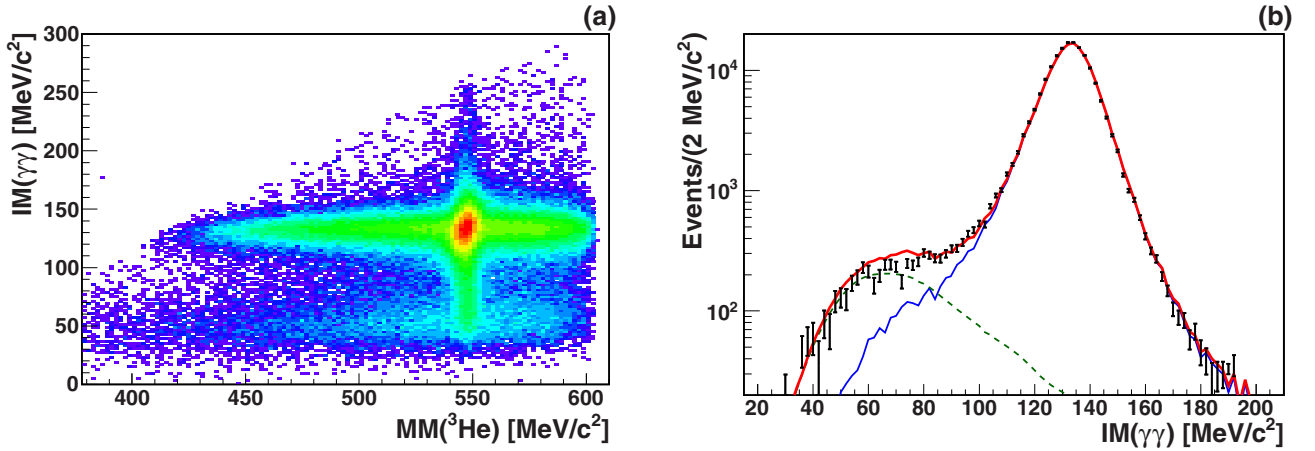 (a)
IM(γγ) [MeV/c²]
300
250
200
150
100
50
0
400 450 500 550 600
MM(³He) [MeV/c²]
(b)
Events/(2 MeV/c²)
10⁴
10³
10²
20 40 60 80 100 120 140 160 180 200
IM(γγ) [MeV/c²]